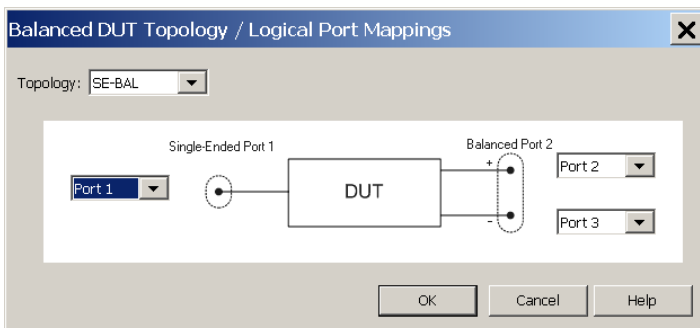 Balanced DUT Topology / Logical Port Mappings
Topology: SE-BAL
Single-Ended Port 1
Balanced Port 2
Port 1
DUT
+
-
Port 2
Port 3
OK
Cancel
Help